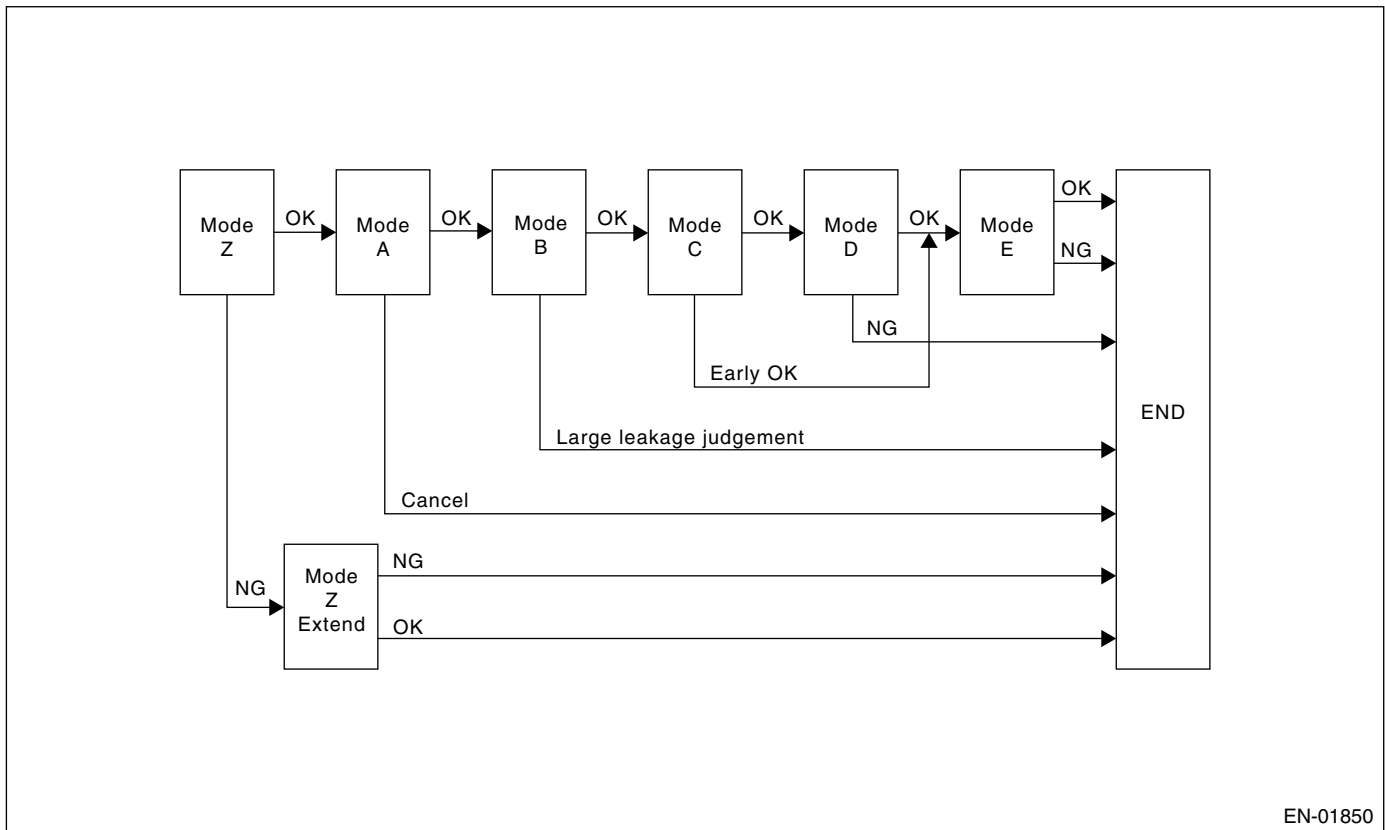 Mode
Z
OK
Mode
A
OK
Mode
B
OK
Mode
C
OK
Mode
D
OK
Mode
E
OK
NG
NG
Early OK
END
Large leakage judgement
Cancel
NG
Mode
Z
Extend
NG
OK
EN-01850